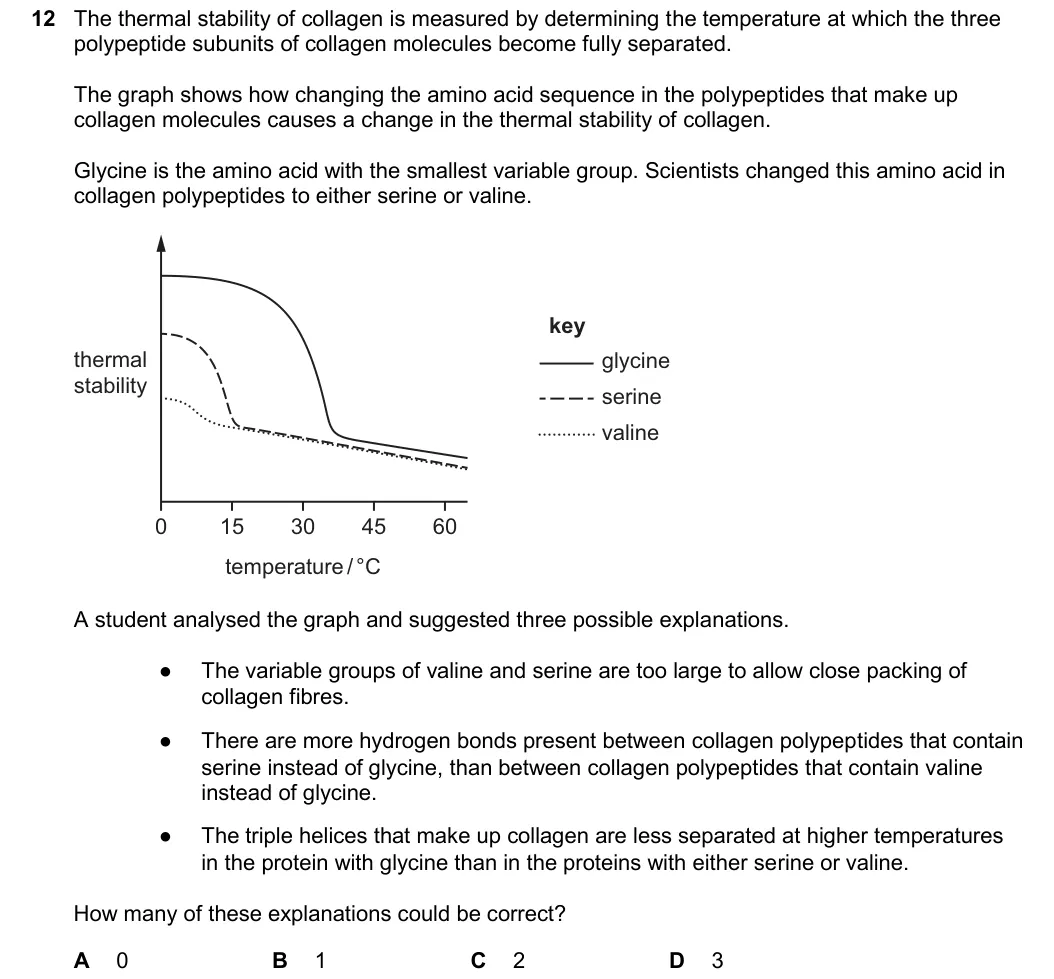 12 The thermal stability of collagen is measured by determining the temperature at which the three
polypeptide subunits of collagen molecules become fully separated.
The graph shows how changing the amino acid sequence in the polypeptides that make up
collagen molecules causes a change in the thermal stability of collagen.
Glycine is the amino acid with the smallest variable group. Scientists changed this amino acid in
collagen polypeptides to either serine or valine.
thermal
stability
0 15 30 45 60
temperature / °C
key
glycine
serine
valine
A student analysed the graph and suggested three possible explanations.
● The variable groups of valine and serine are too large to allow close packing of
collagen fibres.
● There are more hydrogen bonds present between collagen polypeptides that contain
serine instead of glycine, than between collagen polypeptides that contain valine
instead of glycine.
● The triple helices that make up collagen are less separated at higher temperatures
in the protein with glycine than in the proteins with either serine or valine.
How many of these explanations could be correct?
A 0 B 1 C 2 D 3